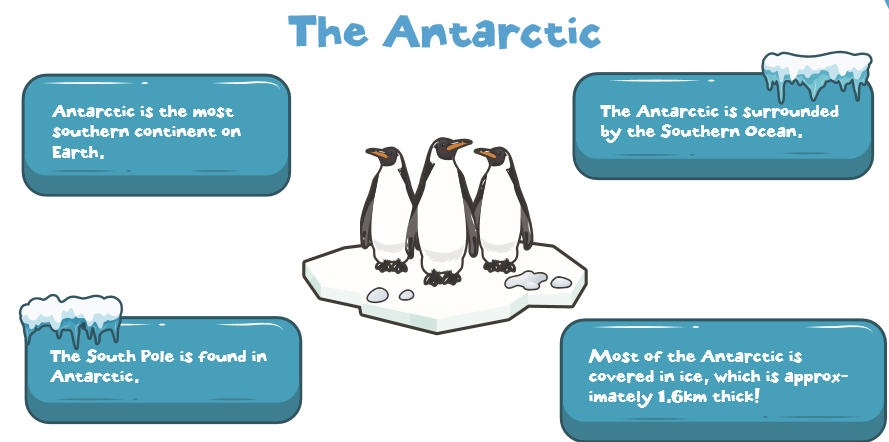 The Antarctic
Antarctic is the most
southern continent on
Earth.
The Antarctic is surrounded
by the Southern Ocean.
The South Pole is found in
Antarctic.
Most of the Antarctic is
covered in ice, which is approx-
imately 1.6km thick!